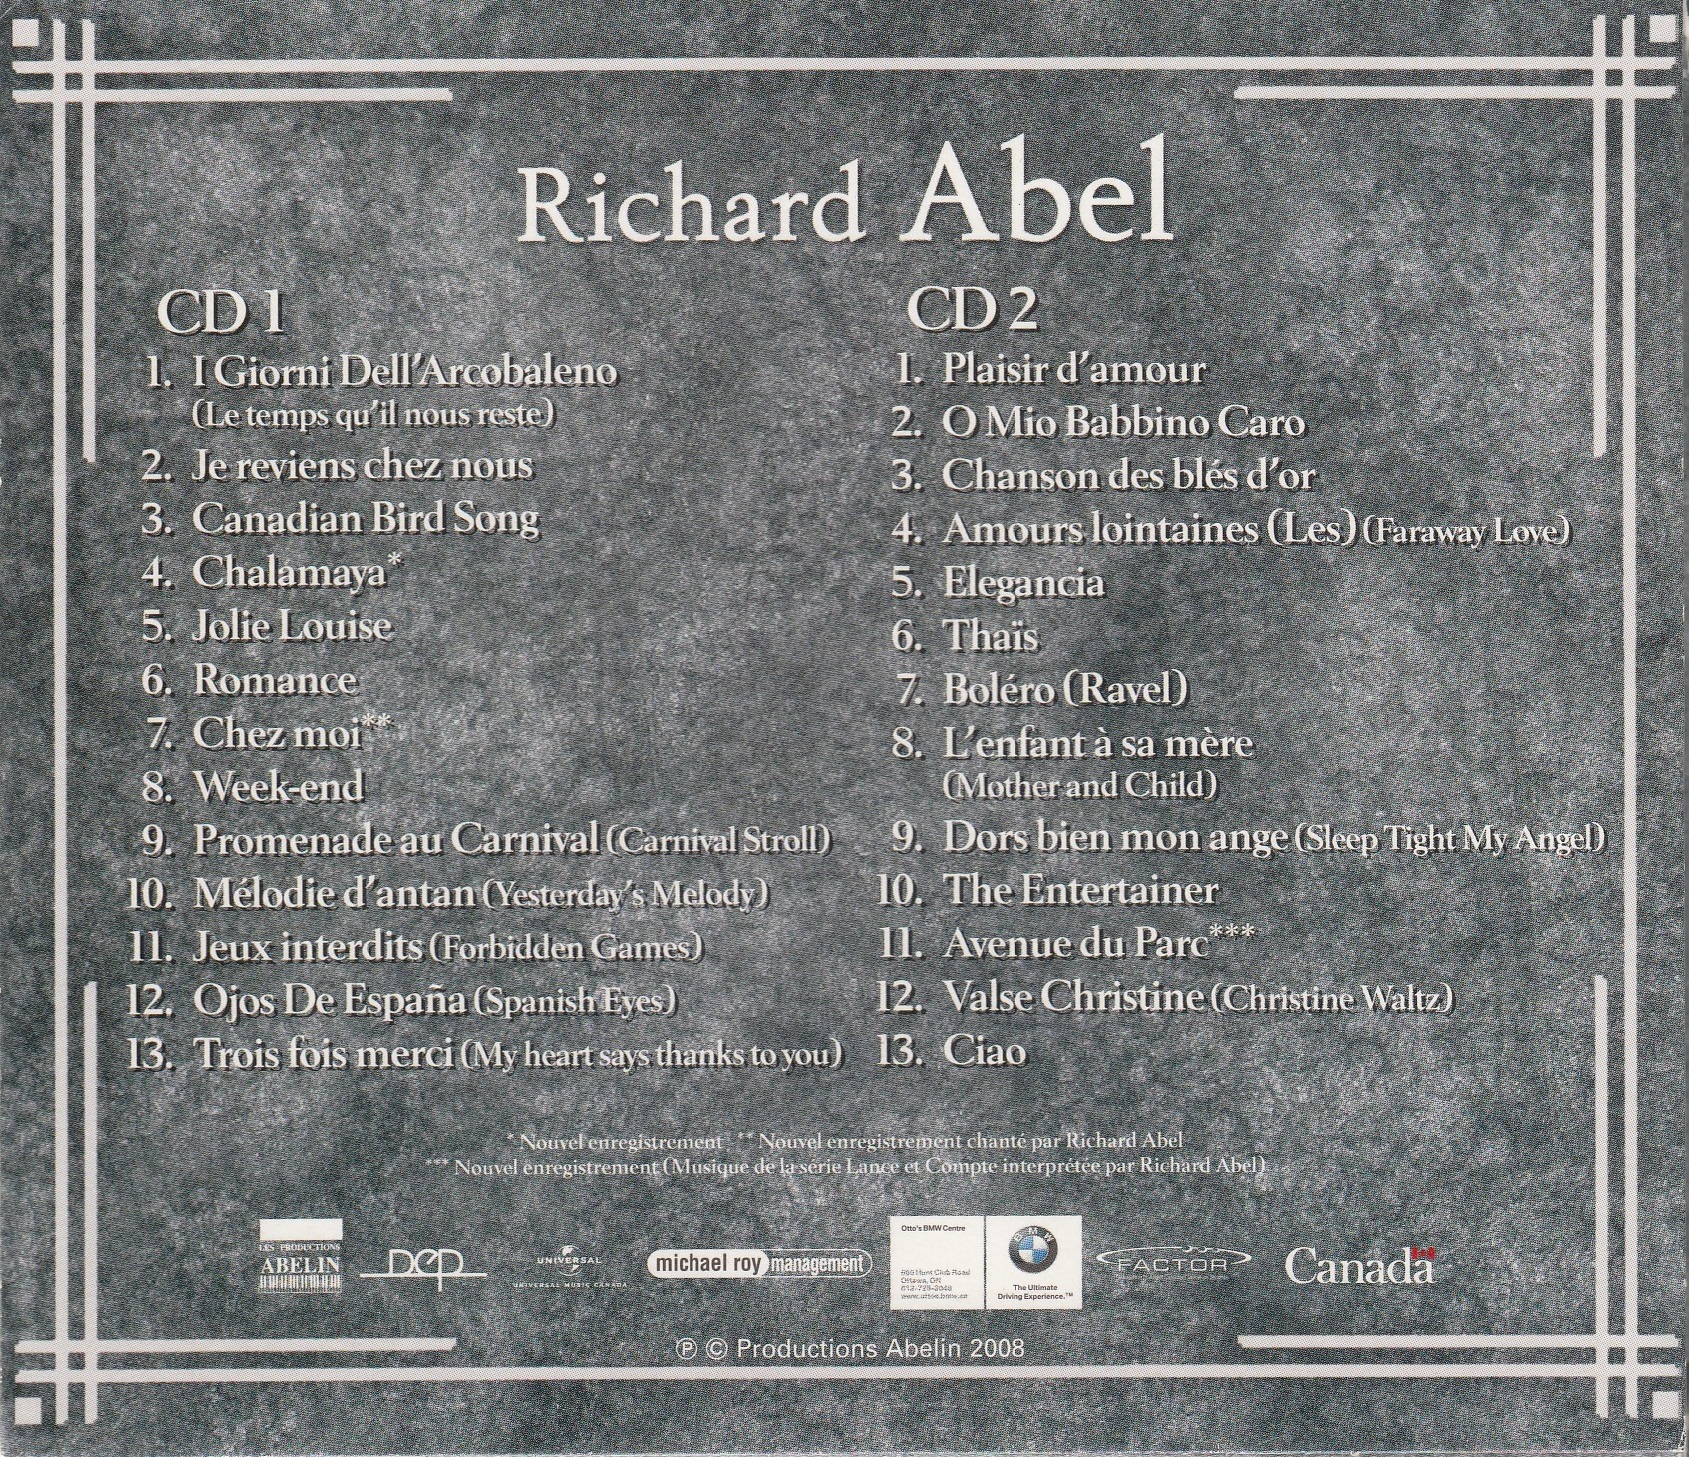 Richard Abel
CD 1
1. I Giorni Dell'Arcobaleno
(Le temps qu'il nous reste)
2. Je reviens chez nous
3. Canadian Bird Song
4. Chalamaya*
5. Jolie Louise
6. Romance
7. Chez moi**
8. Week-end
9. Promenade au Carnival (Carnival Stroll)
10. Mélodie d'antan (Yesterday's Melody)
11. Jeux interdits (Forbidden Games)
12. Ojos De España (Spanish Eyes)
13. Trois fois merci (My heart says thanks to you)
CD 2
1. Plaisir d'amour
2. O Mio Babbino Caro
3. Chanson des blés d'or
4. Amours lointaines (Les) (Faraway Love)
5. Elegancia
6. Thaïs
7. Boléro (Ravel)
8. L'enfant à sa mère
(Mother and Child)
9. Dors bien mon ange (Sleep Tight My Angel)
10. The Entertainer
11. Avenue du Parc***
12. Valse Christine (Christine Waltz)
13. Ciao
* Nouvel enregistrement ** Nouvel enregistrement chanté par Richard Abel
*** Nouvel enregistrement (Musique de la série Lance et Compte interprétée par Richard Abel)
LES PRODUCTIONS
ABELIN
DEP
UNIVERSAL
UNIVERSAL MUSIC CANADA
michael roy management
Otto's BMW Centre
Hunt Club Road
Ottawa, ON
BMW
The Ultimate
Driving Experience.™
FACTOR
Canada
℗ © Productions Abelin 2008